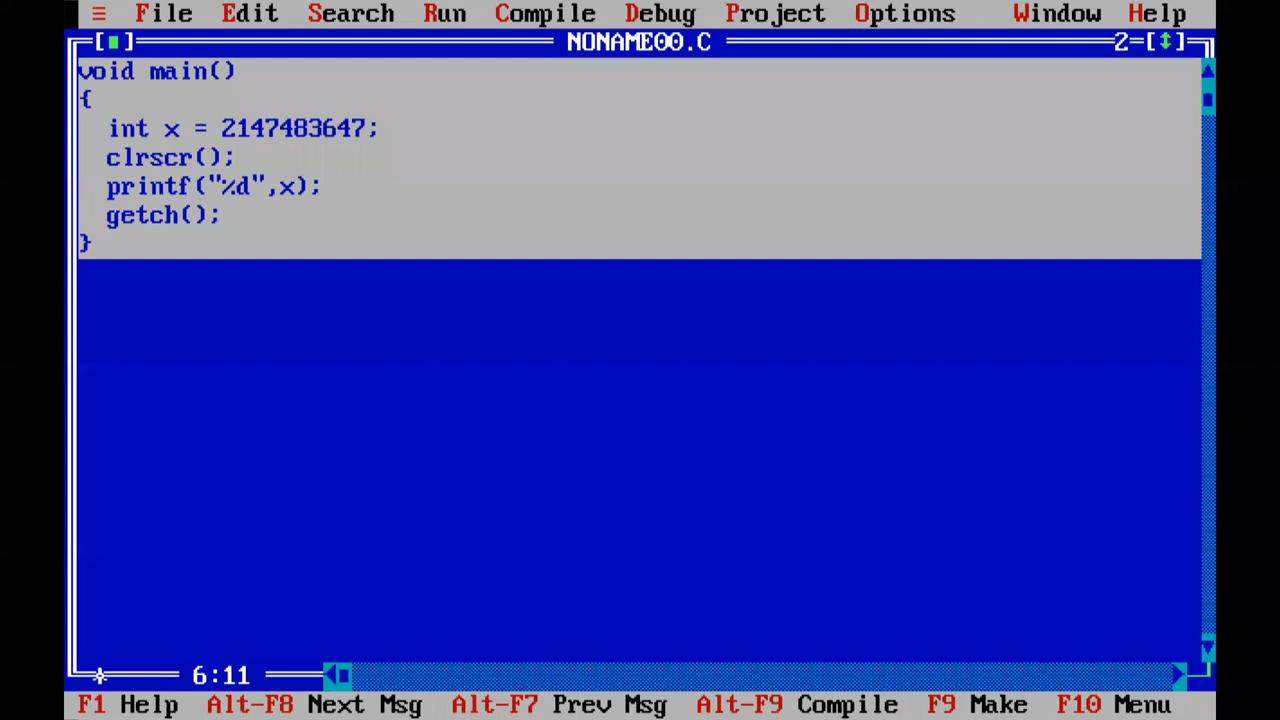 ≡ File Edit Search Run Compile Debug Project Options Window Help
[■] NONAME00.C 2=[↕]
void main()
{
  int x = 2147483647;
  clrscr();
  printf("%d",x);
  getch();
}
* 6:11
F1 Help Alt-F8 Next Msg Alt-F7 Prev Msg Alt-F9 Compile F9 Make F10 Menu